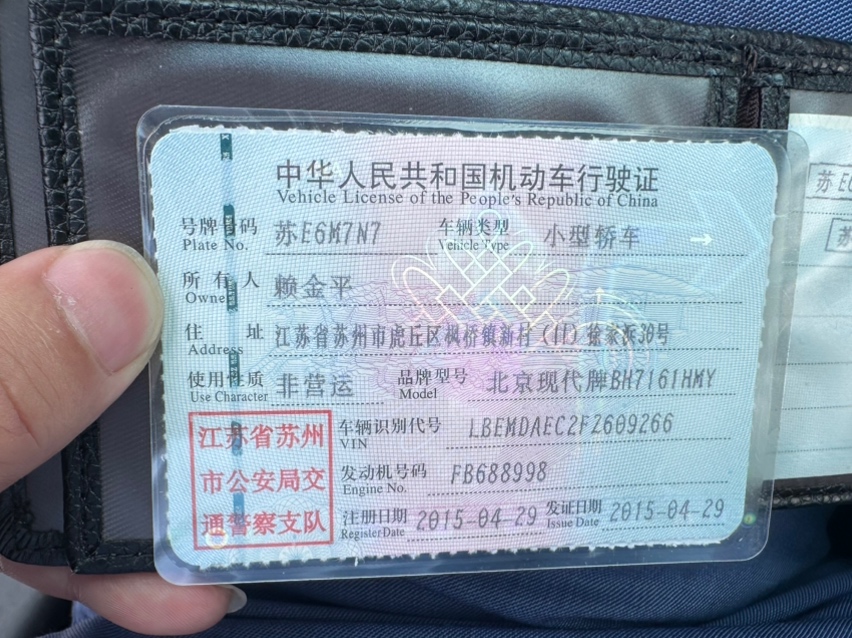 中华人民共和国机动车行驶证
Vehicle License of the People's Republic of China
号牌号码 苏E6M7N7 车辆类型 小型轿车
Plate No. Vehicle Type
所有人 赖金平
Owner
住址 江苏省苏州市虎丘区枫桥镇新村(11)徐家浜30号
Address
使用性质 非营运 品牌型号 北京现代牌BH7161HMY
Use Character Model
江苏省苏州
市公安局交
通警察支队
车辆识别代号 LBEMDAEC2FZ609266
VIN
发动机号码 FB688998
Engine No.
注册日期 2015-04-29 发证日期 2015-04-29
Register Date Issue Date
苏E
苏